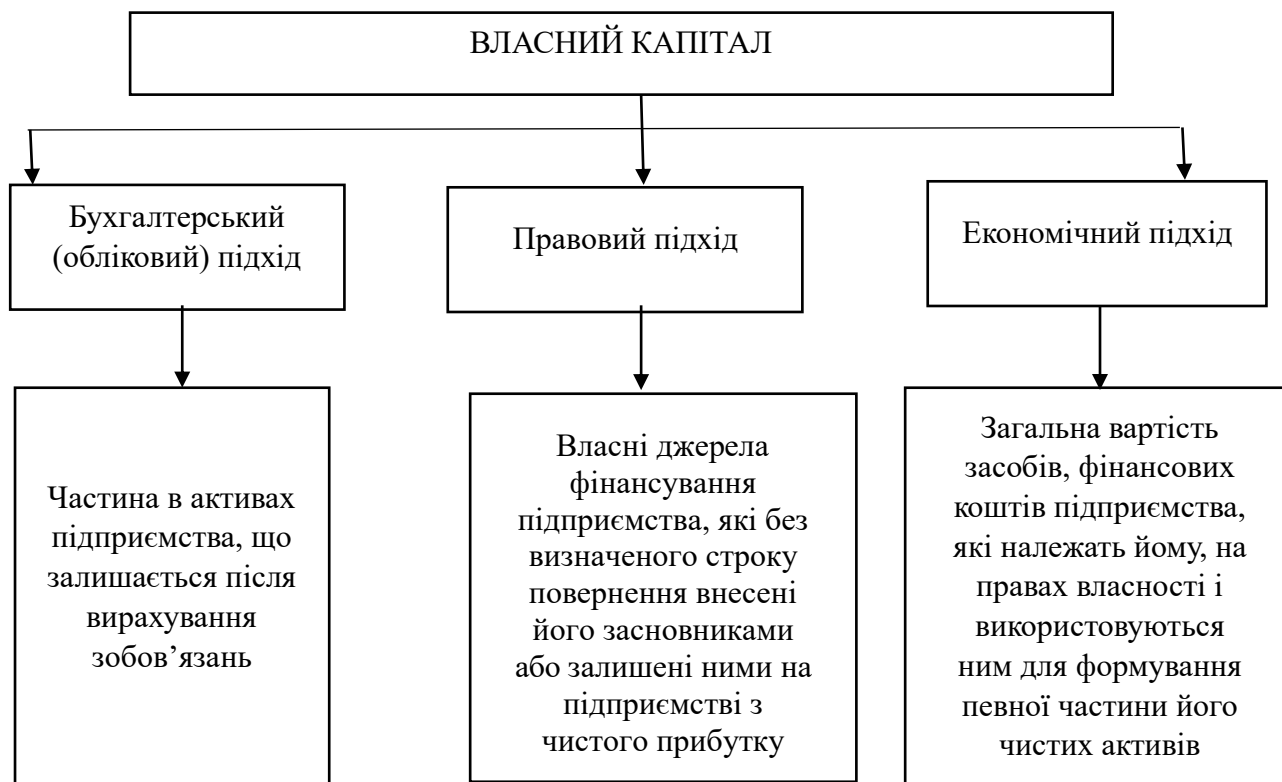 ВЛАСНИЙ КАПІТАЛ
Бухгалтерський
(обліковий) підхід
Правовий підхід
Економічний підхід
Частина в активах
підприємства, що
залишається після
вирахування
зобов’язань
Власні джерела
фінансування
підприємства, які без
визначеного строку
повернення внесені
його засновниками
або залишені ними на
підприємстві з
чистого прибутку
Загальна вартість
засобів, фінансових
коштів підприємства,
які належать йому, на
правах власності і
використовуються
ним для формування
певної частини його
чистих активів